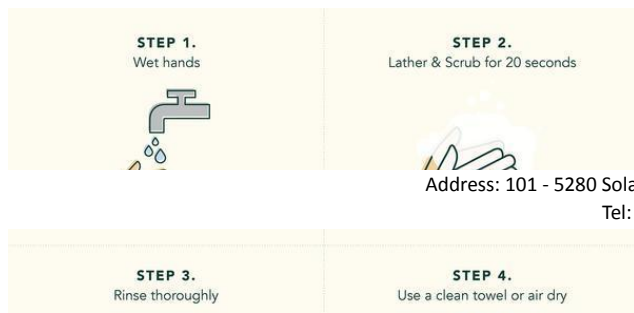 STEP 1.
Wet hands
STEP 2.
Lather & Scrub for 20 seconds
Address: 101 - 5280 Sola
Tel:
STEP 3.
Rinse thoroughly
STEP 4.
Use a clean towel or air dry